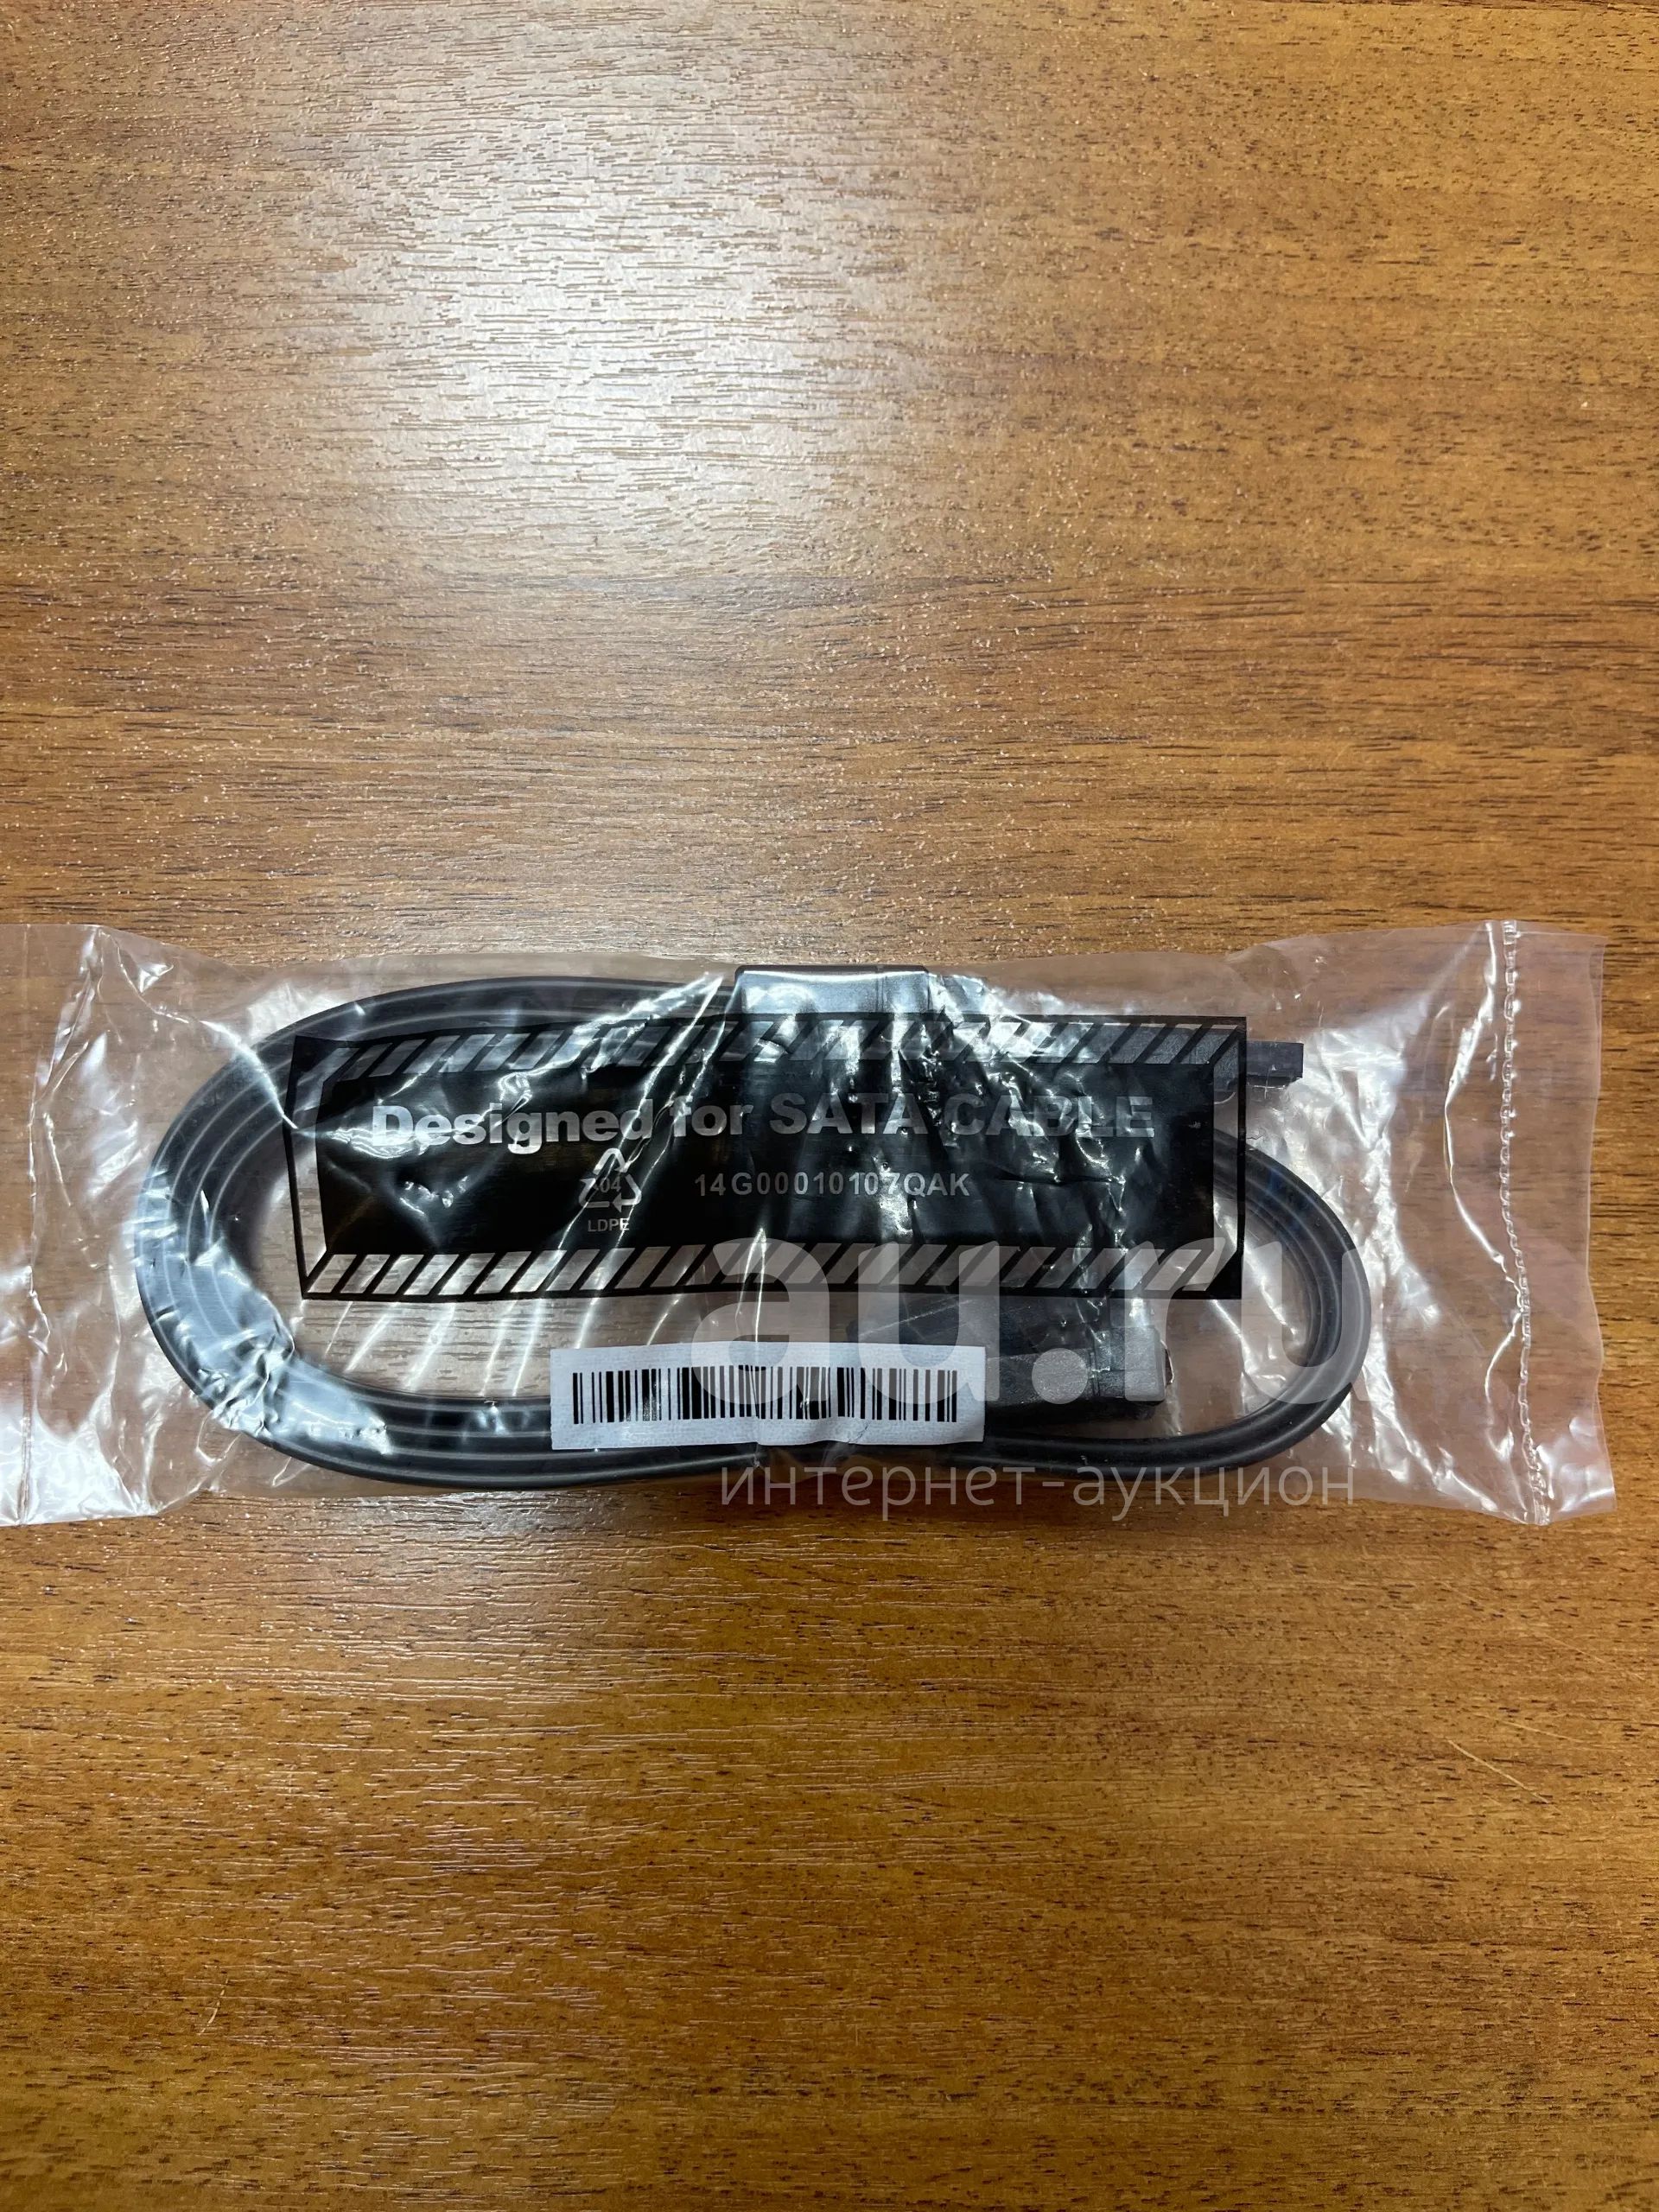 Designed for SATA CABLE
04
14G00010107QAK
LDPE
au.ru
интернет-аукцион